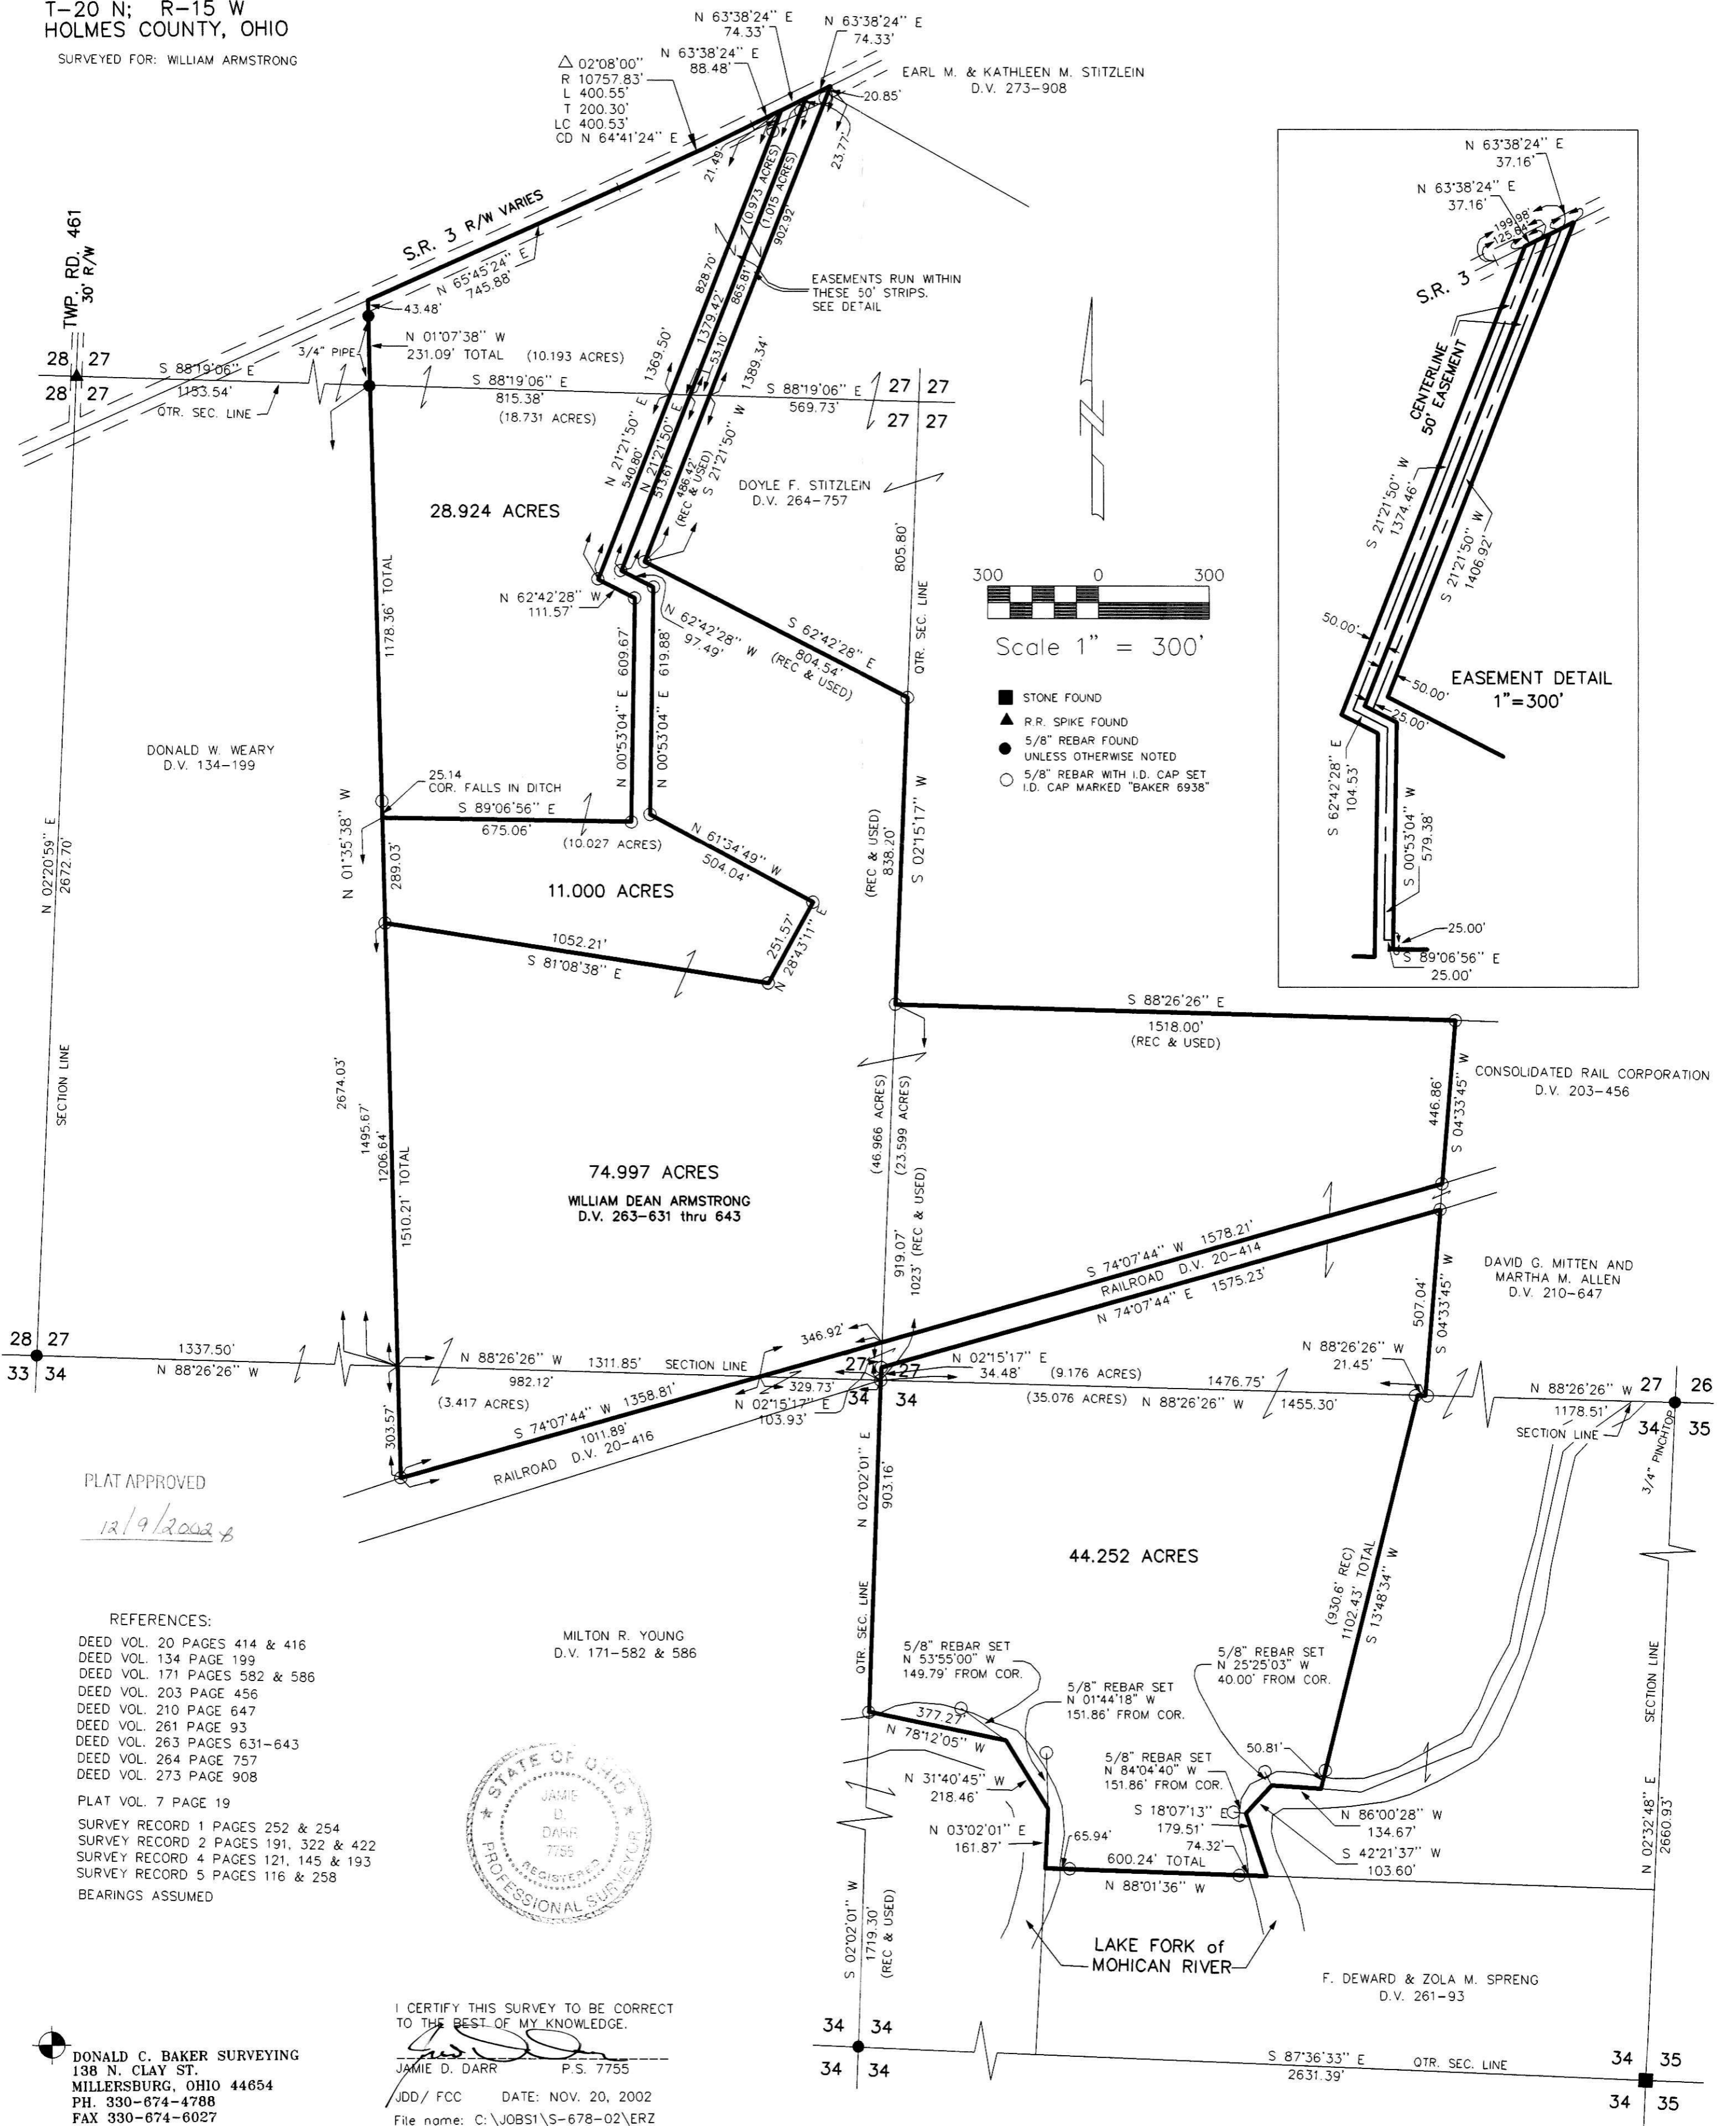 T-20 N; R-15 W
HOLMES COUNTY, OHIO
SURVEYED FOR: WILLIAM ARMSTRONG
N 63°38'24'' E
74.33'
N 63°38'24'' E
74.33'
N 63°38'24'' E
88.48'
△ 02°08'00''
R 10757.83'
L 400.55'
T 200.30'
LC 400.53'
CD N 64°41'24'' E
EARL M. & KATHLEEN M. STITZLEIN
D.V. 273-908
20.85'
23.77'
21.49'
(0.973 ACRES)
(1.015 ACRES)
902.92'
828.70'
1379.42'
865.81'
S.R. 3 R/W VARIES
N 65°45'24'' E
745.88'
TWP. RD. 461
30' R/W
43.48'
EASEMENTS RUN WITHIN
THESE 50' STRIPS.
SEE DETAIL
N 01°07'38'' W
231.09' TOTAL (10.193 ACRES)
3/4" PIPE
28 27
28 27
S 88°19'06'' E
1153.54'
QTR. SEC. LINE
S 88°19'06'' E
815.38'
(18.731 ACRES)
1369.50'
53.10'
1389.34'
S 88°19'06'' E
569.73'
27 27
27 27
N 21°21'50'' E
540.80'
N 21°21'50'' E
513.61'
486.42'
(REC & USED)
S 21°21'50'' W
28.924 ACRES
DOYLE F. STITZLEIN
D.V. 264-757
805.80'
QTR. SEC. LINE
1178.36' TOTAL
N 62°42'28'' W
111.57'
N 62°42'28'' W
97.49'
(REC & USED)
S 62°42'28'' E
804.54'
N 00°53'04'' E 609.67'
N 00°53'04'' E 619.88'
300 0 300
Scale 1" = 300'
STONE FOUND
R.R. SPIKE FOUND
5/8" REBAR FOUND
UNLESS OTHERWISE NOTED
5/8" REBAR WITH I.D. CAP SET
I.D. CAP MARKED "BAKER 6938"
N 63°38'24'' E
37.16'
N 63°38'24'' E
37.16'
199.98'
125.64'
S.R. 3
CENTERLINE
50' EASEMENT
S 21°21'50'' W
1374.46'
S 21°21'50'' W
1406.92'
50.00'
50.00'
25.00'
EASEMENT DETAIL
1"=300'
S 62°42'28'' E
104.53'
S 00°53'04'' W
579.38'
25.00'
S 89°06'56'' E
25.00'
DONALD W. WEARY
D.V. 134-199
25.14
COR. FALLS IN DITCH
S 89°06'56'' E
675.06'
(10.027 ACRES)
N 61°34'49'' W
504.04'
11.000 ACRES
N 01°35'38'' W
289.03'
N 02°20'59'' E
2672.70'
SECTION LINE
251.57'
N 28°43'11'' E
1052.21'
S 81°08'38'' E
(REC & USED)
838.20'
S 02°15'17'' W
S 88°26'26'' E
1518.00'
(REC & USED)
CONSOLIDATED RAIL CORPORATION
D.V. 203-456
446.86'
S 04°33'45'' W
2674.03'
1495.67'
1206.64'
1510.21' TOTAL
(46.966 ACRES)
(23.599 ACRES)
919.07'
1023' (REC & USED)
74.997 ACRES
WILLIAM DEAN ARMSTRONG
D.V. 263-631 thru 643
S 74°07'44'' W 1578.21'
RAILROAD D.V. 20-414
N 74°07'44'' E 1575.23'
DAVID G. MITTEN AND
MARTHA M. ALLEN
D.V. 210-647
507.04'
S 04°33'45'' W
28 27
33 34
1337.50'
N 88°26'26'' W
N 88°26'26'' W 1311.85' SECTION LINE
982.12'
(3.417 ACRES)
346.92'
329.73'
27 27
34 34
N 02°15'17'' E
34.48'
N 02°15'17'' E
103.93'
(9.176 ACRES) 1476.75'
(35.076 ACRES) N 88°26'26'' W 1455.30'
N 88°26'26'' W
21.45'
N 88°26'26'' W
1178.51'
SECTION LINE
27 26
34 35
3/4" PINCHTOP
303.57'
S 74°07'44'' W 1358.81'
1011.89'
RAILROAD D.V. 20-416
PLAT APPROVED
12/9/2002
N 02°02'01'' E
903.16'
QTR. SEC. LINE
44.252 ACRES
(930.6' REC)
1102.43' TOTAL
S 13°48'34'' W
SECTION LINE
N 02°32'48'' E
2660.93'
REFERENCES:
DEED VOL. 20 PAGES 414 & 416
DEED VOL. 134 PAGE 199
DEED VOL. 171 PAGES 582 & 586
DEED VOL. 203 PAGE 456
DEED VOL. 210 PAGE 647
DEED VOL. 261 PAGE 93
DEED VOL. 263 PAGES 631-643
DEED VOL. 264 PAGE 757
DEED VOL. 273 PAGE 908
PLAT VOL. 7 PAGE 19
SURVEY RECORD 1 PAGES 252 & 254
SURVEY RECORD 2 PAGES 191, 322 & 422
SURVEY RECORD 4 PAGES 121, 145 & 193
SURVEY RECORD 5 PAGES 116 & 258
BEARINGS ASSUMED
MILTON R. YOUNG
D.V. 171-582 & 586
STATE OF OHIO
JAMIE
D.
DARR
7755
REGISTERED
PROFESSIONAL SURVEYOR
5/8" REBAR SET
N 53°55'00'' W
149.79' FROM COR.
5/8" REBAR SET
N 01°44'18'' W
151.86' FROM COR.
5/8" REBAR SET
N 25°25'03'' W
40.00' FROM COR.
377.27'
N 78°12'05'' W
5/8" REBAR SET
N 84°04'40'' W
151.86' FROM COR.
50.81'
N 31°40'45'' W
218.46'
N 03°02'01'' E
161.87'
S 18°07'13'' E
179.51'
N 86°00'28'' W
134.67'
S 42°21'37'' W
103.60'
65.94'
74.32'
600.24' TOTAL
N 88°01'36'' W
S 02°02'01'' W
1719.30'
(REC & USED)
LAKE FORK of
MOHICAN RIVER
F. DEWARD & ZOLA M. SPRENG
D.V. 261-93
34 34
34 34
S 87°36'33'' E QTR. SEC. LINE
2631.39'
34 35
34 35
I CERTIFY THIS SURVEY TO BE CORRECT
TO THE BEST OF MY KNOWLEDGE.
JAMIE D. DARR P.S. 7755
JDD/ FCC DATE: NOV. 20, 2002
File name: C:\JOBS1\S-678-02\ERZ
DONALD C. BAKER SURVEYING
138 N. CLAY ST.
MILLERSBURG, OHIO 44654
PH. 330-674-4788
FAX 330-674-6027